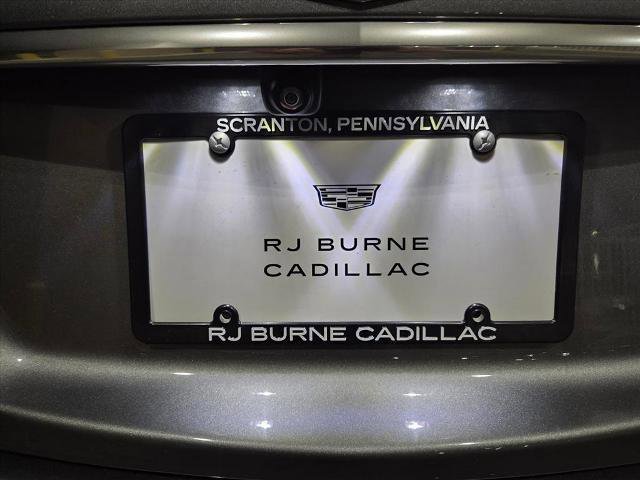 SCRANTON, PENNSYLVANIA
RJ BURNE
CADILLAC
RJ BURNE CADILLAC